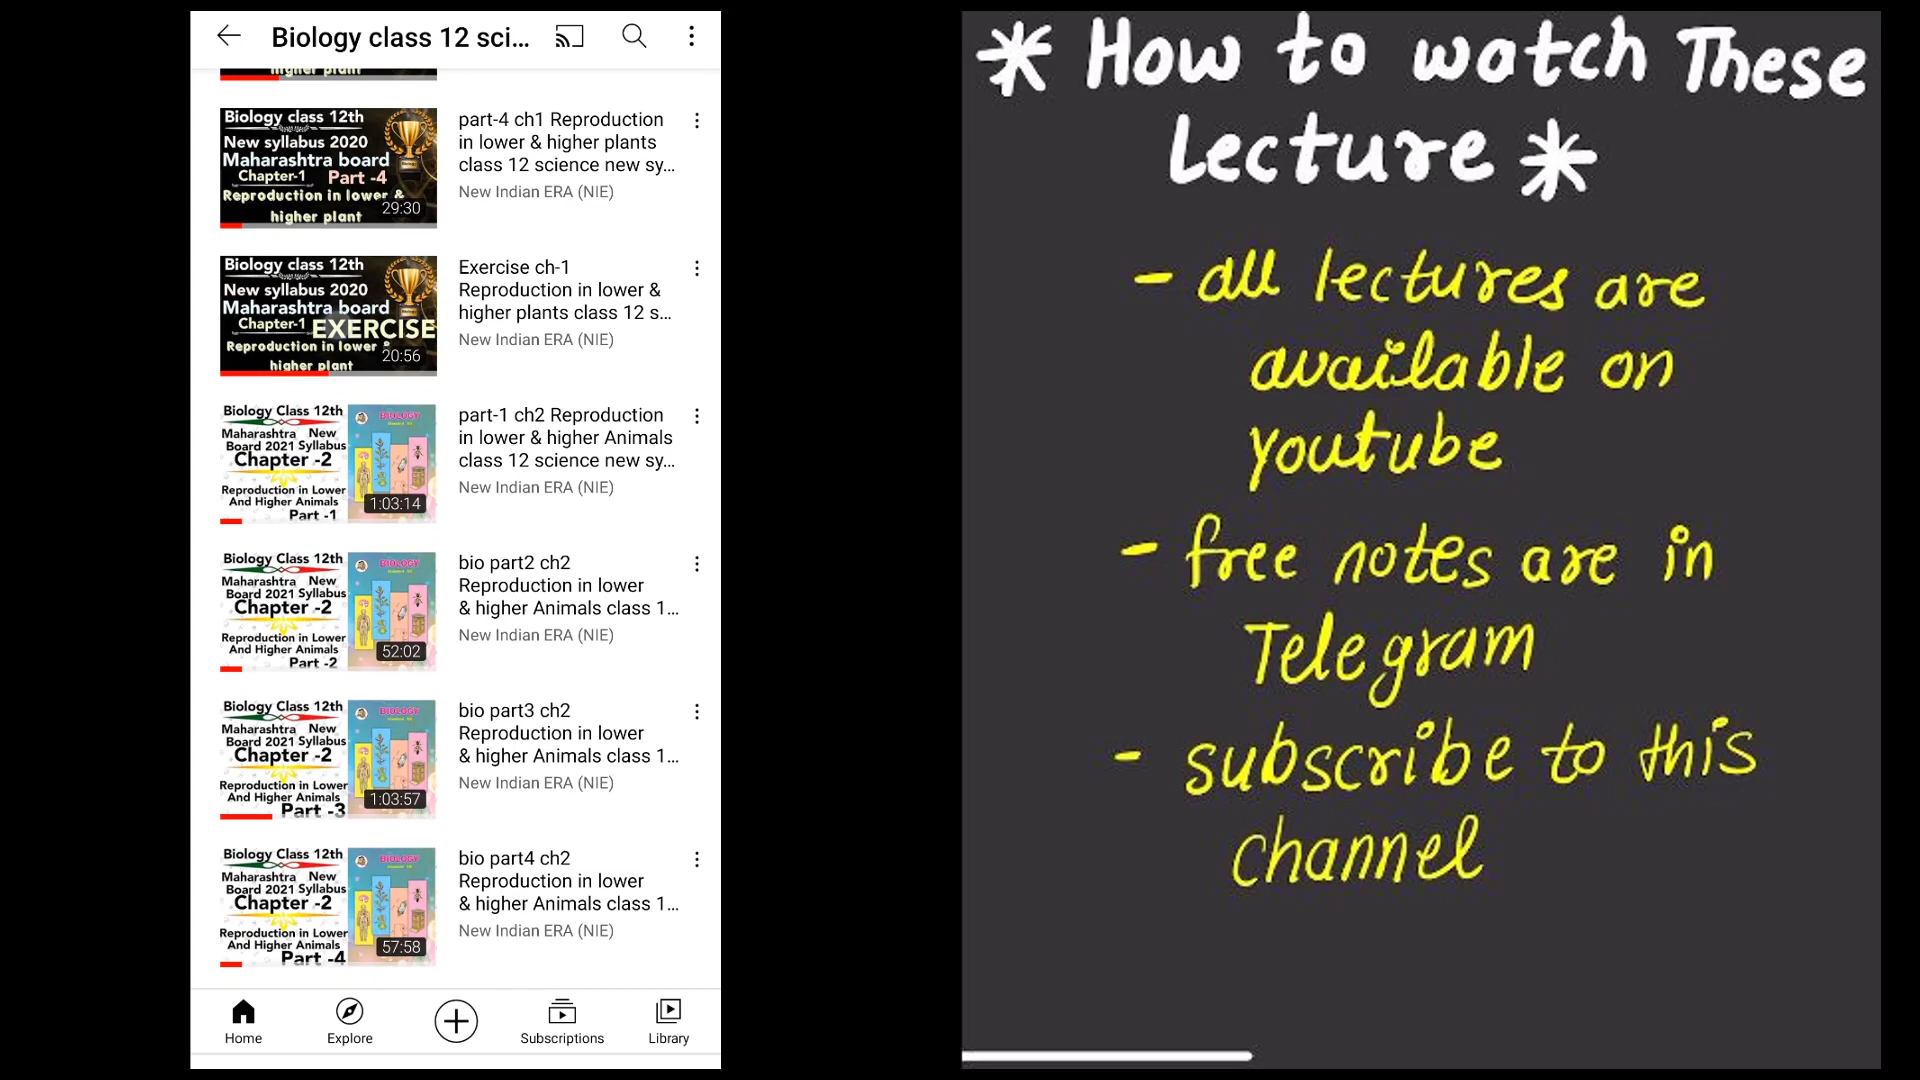 Biology class 12 sci...
higher plant
Biology class 12th
New syllabus 2020
Maharashtra board
Chapter-1 Part -4
Reproduction in lower &
higher plant
29:30
part-4 ch1 Reproduction
in lower & higher plants
class 12 science new sy...
New Indian ERA (NIE)
Biology class 12th
New syllabus 2020
Maharashtra board
Chapter-1 EXERCISE
Reproduction in lower &
higher plant
20:56
Exercise ch-1
Reproduction in lower &
higher plants class 12 s...
New Indian ERA (NIE)
Biology Class 12th
Maharashtra New
Board 2021 Syllabus
Chapter -2
Reproduction in Lower
And Higher Animals
Part -1
BIOLOGY
1:03:14
part-1 ch2 Reproduction
in lower & higher Animals
class 12 science new sy...
New Indian ERA (NIE)
Biology Class 12th
Maharashtra New
Board 2021 Syllabus
Chapter -2
Reproduction in Lower
And Higher Animals
Part -2
BIOLOGY
52:02
bio part2 ch2
Reproduction in lower
& higher Animals class 1...
New Indian ERA (NIE)
Biology Class 12th
Maharashtra New
Board 2021 Syllabus
Chapter -2
Reproduction in Lower
And Higher Animals
Part -3
BIOLOGY
1:03:57
bio part3 ch2
Reproduction in lower
& higher Animals class 1...
New Indian ERA (NIE)
Biology Class 12th
Maharashtra New
Board 2021 Syllabus
Chapter -2
Reproduction in Lower
And Higher Animals
Part -4
BIOLOGY
57:58
bio part4 ch2
Reproduction in lower
& higher Animals class 1...
New Indian ERA (NIE)
Home Explore Subscriptions Library
* How to watch These
Lecture *
- all lectures are
available on
youtube
- free notes are in
Telegram
- subscribe to this
channel